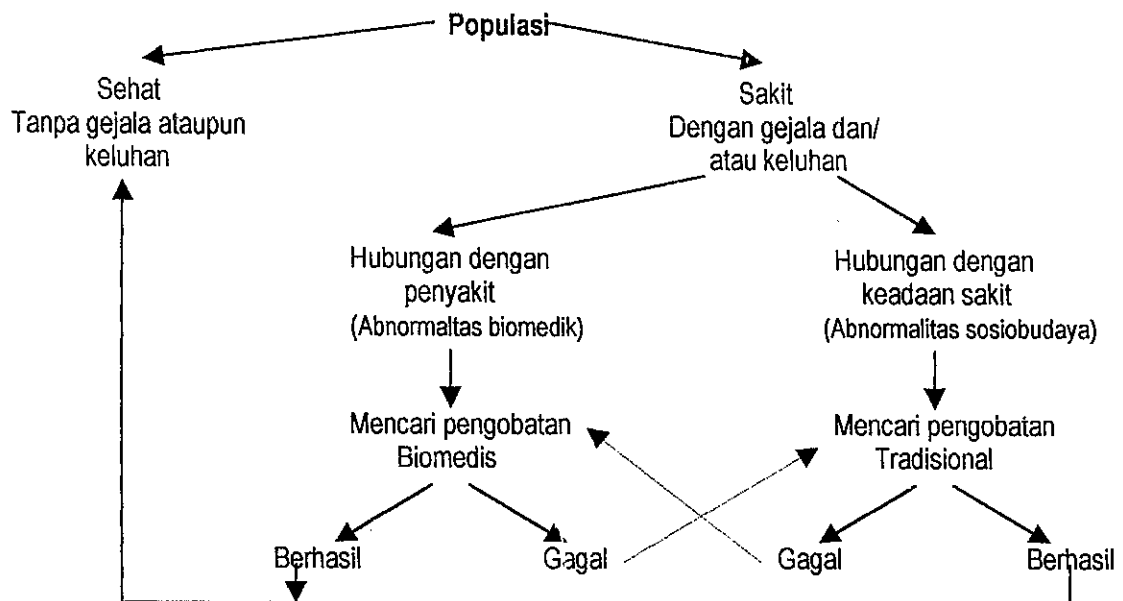 Populasi
Sehat
Tanpa gejala ataupun
keluhan
Sakit
Dengan gejala dan/
atau keluhan
Hubungan dengan
penyakit
(Abnormaltas biomedik)
Hubungan dengan
keadaan sakit
(Abnormalitas sosiobudaya)
Mencari pengobatan
Biomedis
Mencari pengobatan
Tradisional
Berhasil
Gagal
Gagal
Berhasil